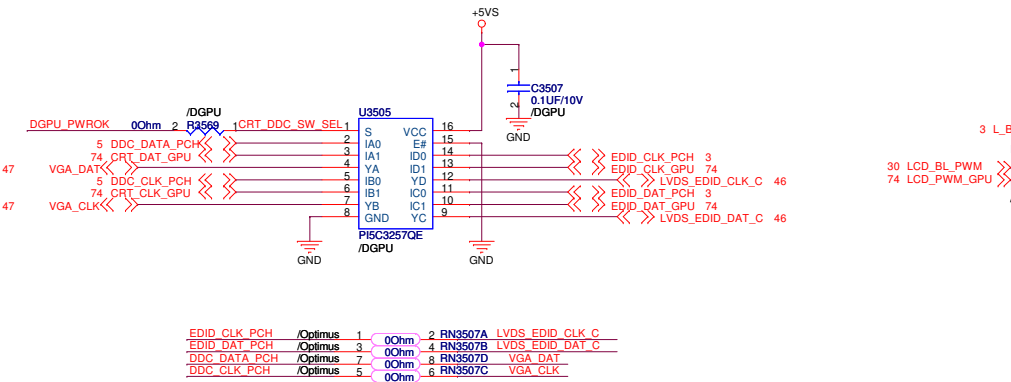 +5VS
1
C3507
0.1UF/10V
2
/DGPU
GND
/DGPU
U3505
DGPU_PWROK 0Ohm 2 R3569 1 CRT_DDC_SW_SEL 1 S VCC 16
5 DDC_DATA_PCH 2 IA0 E# 15
74 CRT_DAT_GPU 3 IA1 ID0 14 EDID_CLK_PCH 3
47 VGA_DAT 4 YA ID1 13 EDID_CLK_GPU 74
5 DDC_CLK_PCH 5 IB0 YD 12 LVDS_EDID_CLK_C 46
74 CRT_CLK_GPU 6 IB1 IC0 11 EDID_DAT_PCH 3
47 VGA_CLK 7 YB IC1 10 EDID_DAT_GPU 74
8 GND YC 9 LVDS_EDID_DAT_C 46
PI5C3257QE
/DGPU
GND
GND
3 L_B
30 LCD_BL_PWM
74 LCD_PWM_GPU
EDID_CLK_PCH /Optimus 1 0Ohm 2 RN3507A LVDS_EDID_CLK_C
EDID_DAT_PCH /Optimus 3 0Ohm 4 RN3507B LVDS_EDID_DAT_C
DDC_DATA_PCH /Optimus 7 0Ohm 8 RN3507D VGA_DAT
DDC_CLK_PCH /Optimus 5 0Ohm 6 RN3507C VGA_CLK